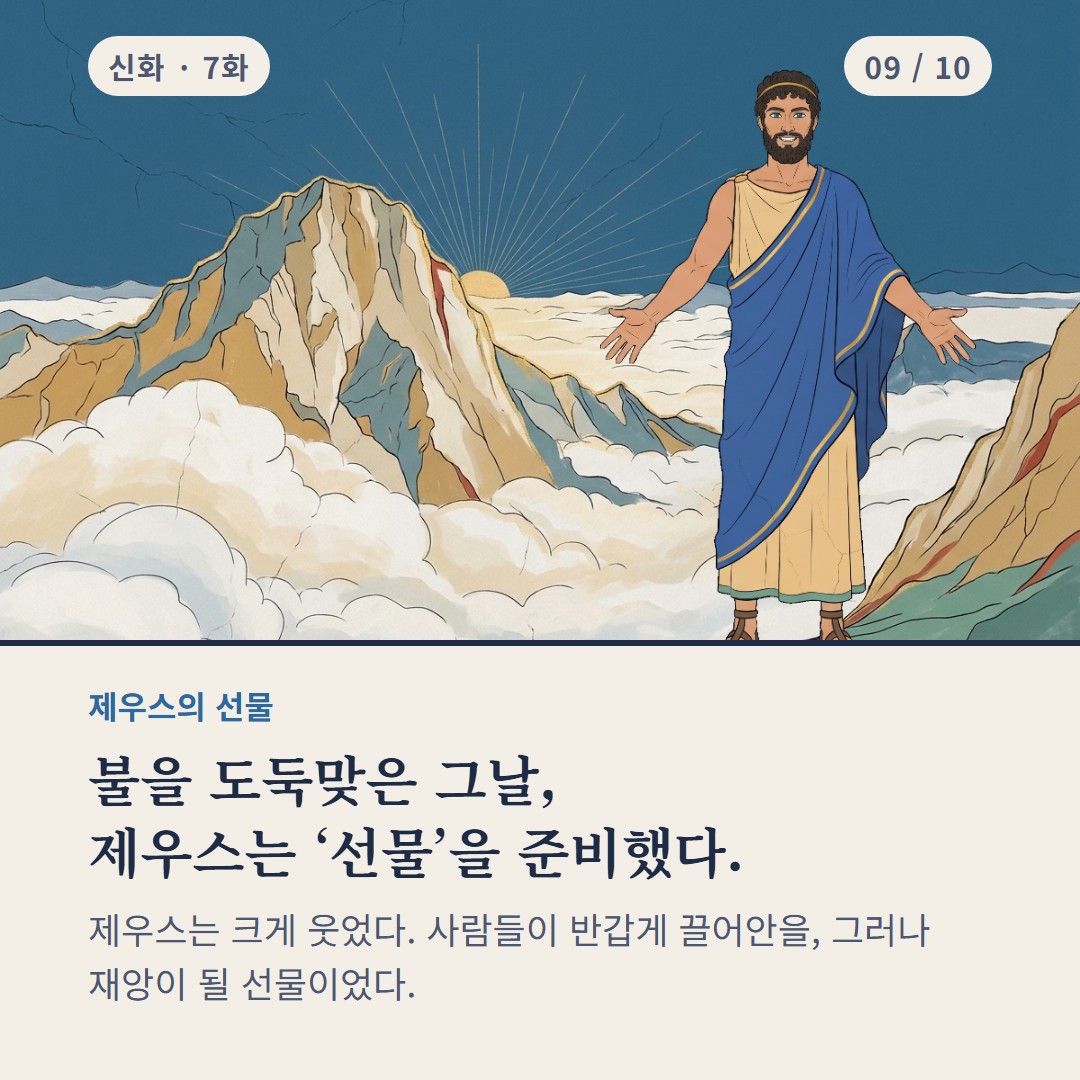 신화 · 7화
09 / 10
제우스의 선물
불을 도둑맞은 그날,
제우스는 ‘선물’을 준비했다.
제우스는 크게 웃었다. 사람들이 반갑게 끌어안을, 그러나
재앙이 될 선물이었다.